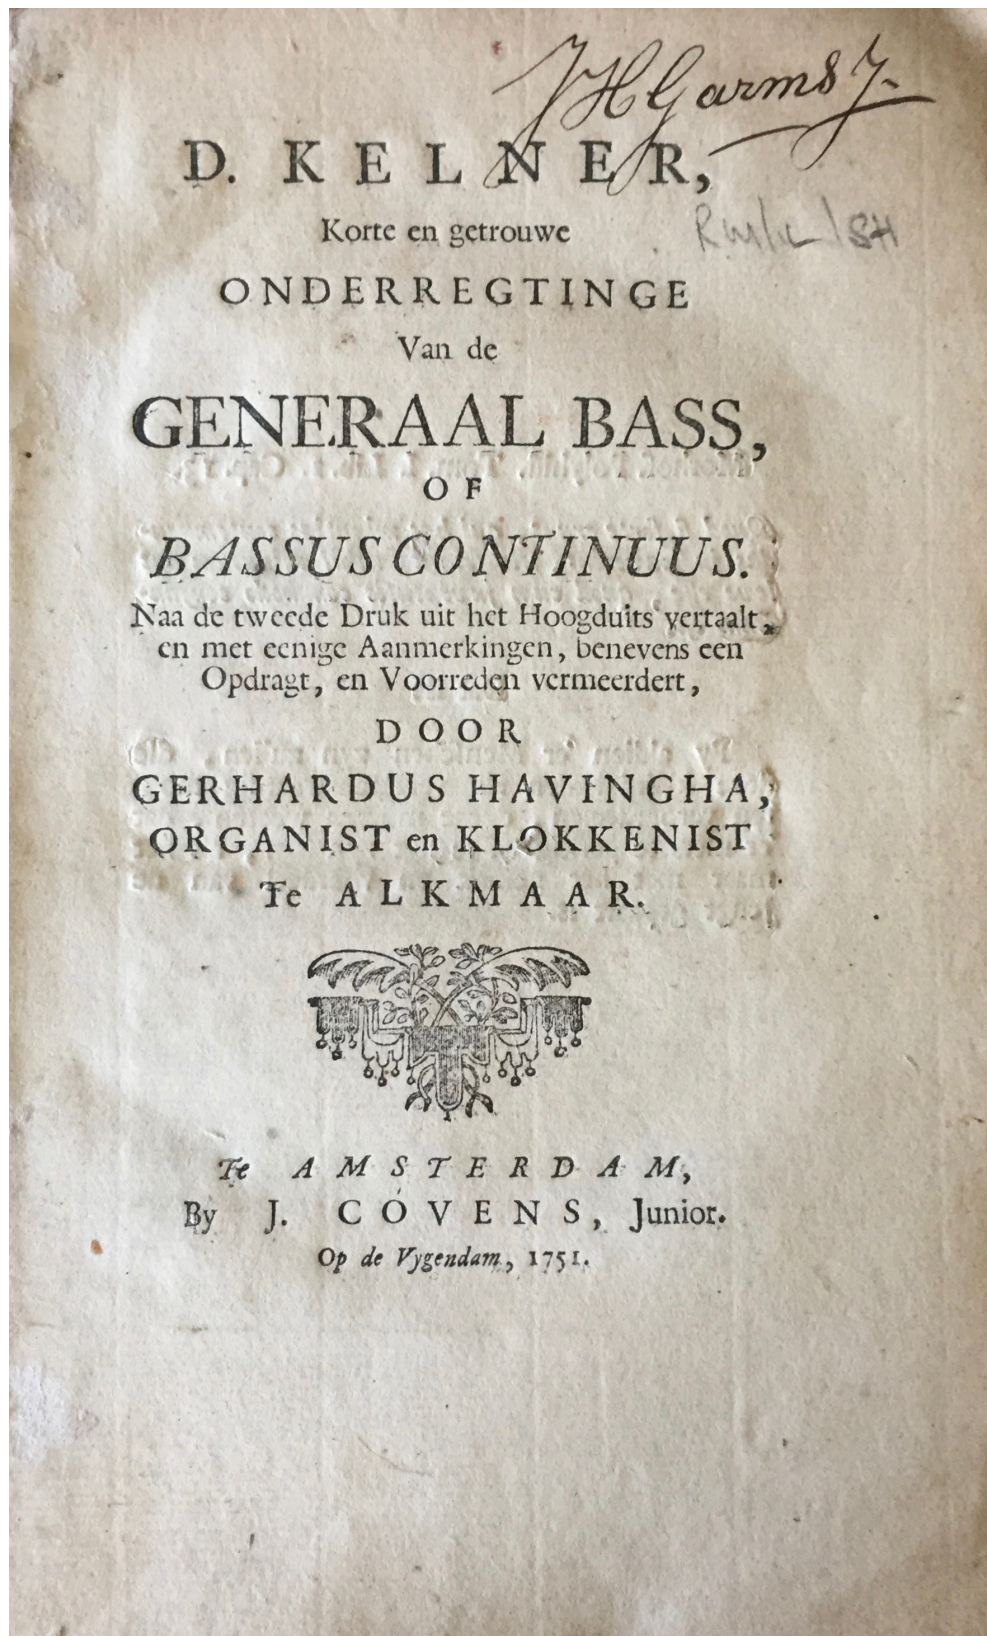 JHGarms J.
D. KELNER,
Korte en getrouwe
ONDERREGTINGE
Van de
GENERAAL BASS,
OF
BASSUS CONTINUUS.
Naa de tweede Druk uit het Hoogduits vertaalt,
en met eenige Aanmerkingen, benevens een
Opdragt, en Voorreden vermeerdert,
DOOR
GERHARDUS HAVINGHA,
ORGANIST en KLOKKENIST
Te ALKMAAR.
Te AMSTERDAM,
By J. CÓVENS, Junior.
Op de Vygendam, 1751.